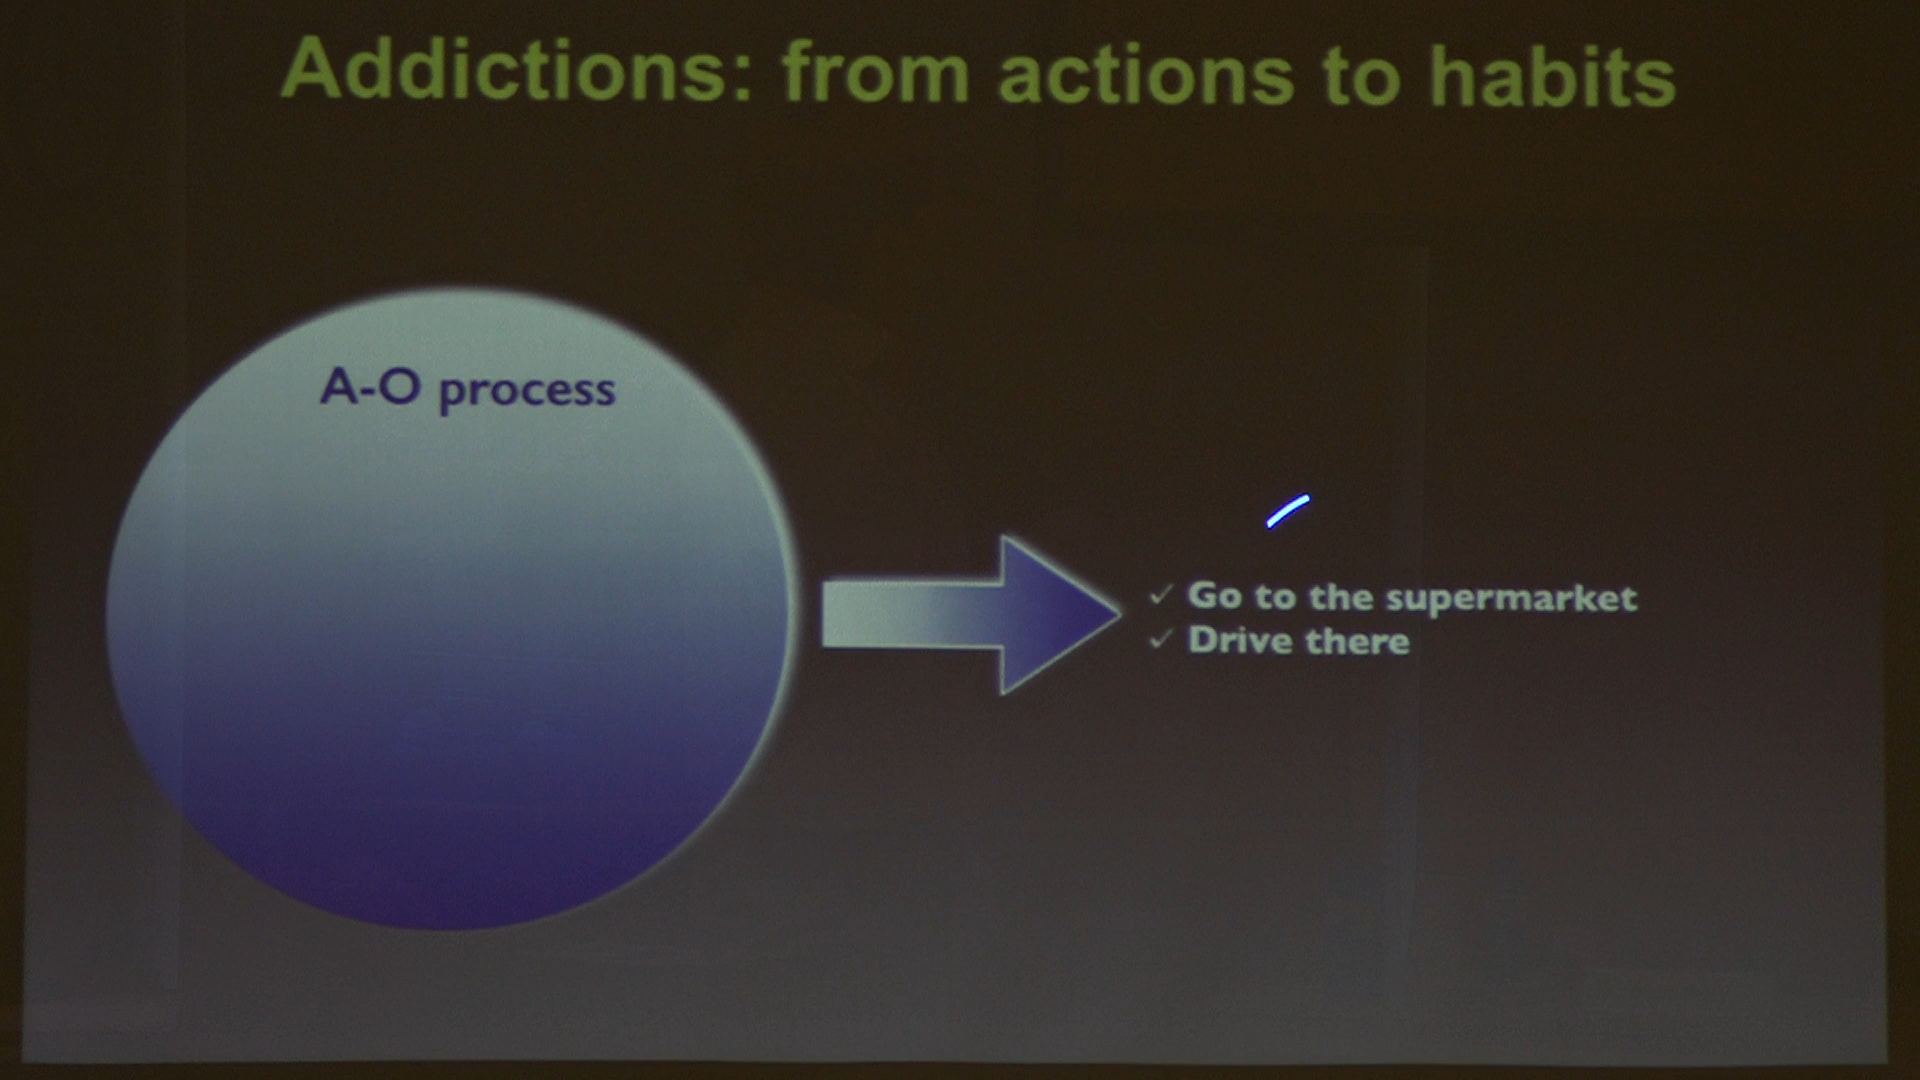 Addictions: from actions to habits
A-O process
✓ Go to the supermarket
✓ Drive there